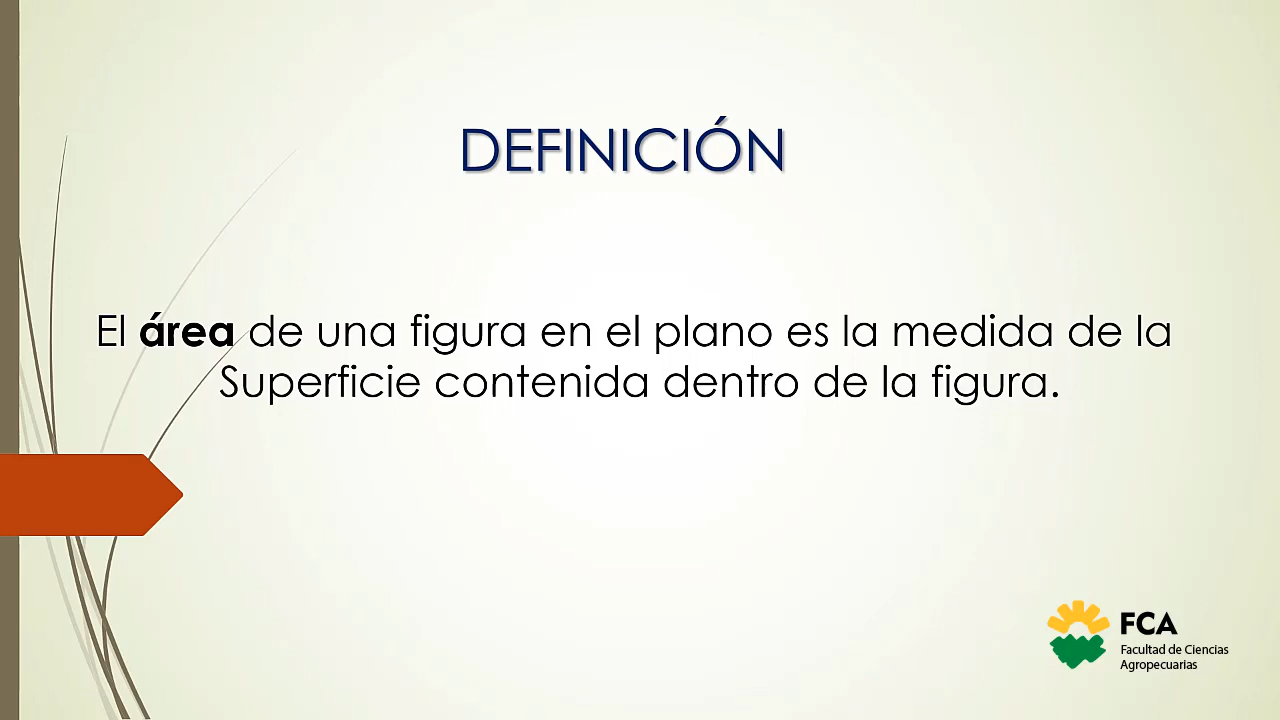 DEFINICIÓN
El área de una figura en el plano es la medida de la
Superficie contenida dentro de la figura.
FCA
Facultad de Ciencias
Agropecuarias